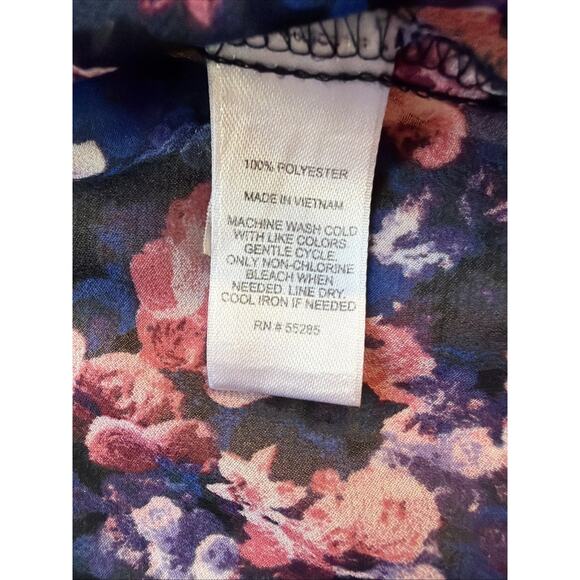 100% POLYESTER
MADE IN VIETNAM
MACHINE WASH COLD
WITH LIKE COLORS
GENTLE CYCLE.
ONLY NON-CHLORINE
BLEACH WHEN
NEEDED. LINE DRY.
COOL IRON IF NEEDED
RN # 55285